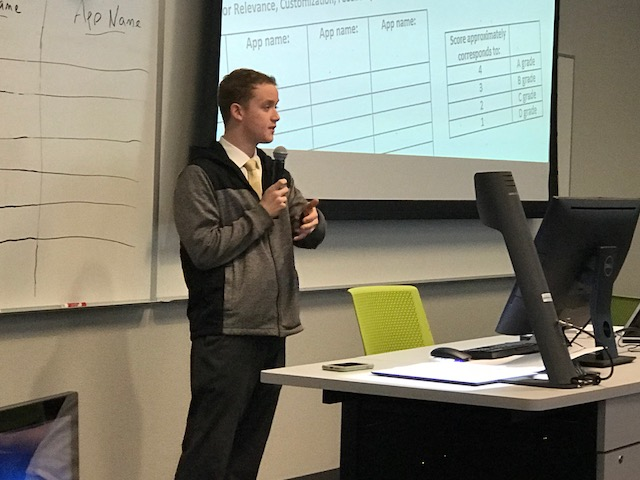 ame
App Name
or Relevance, Customization,
App name:
App name:
App name:
Score approximately
corresponds to:
4 A grade
3 B grade
2 C grade
1 D grade
DELL